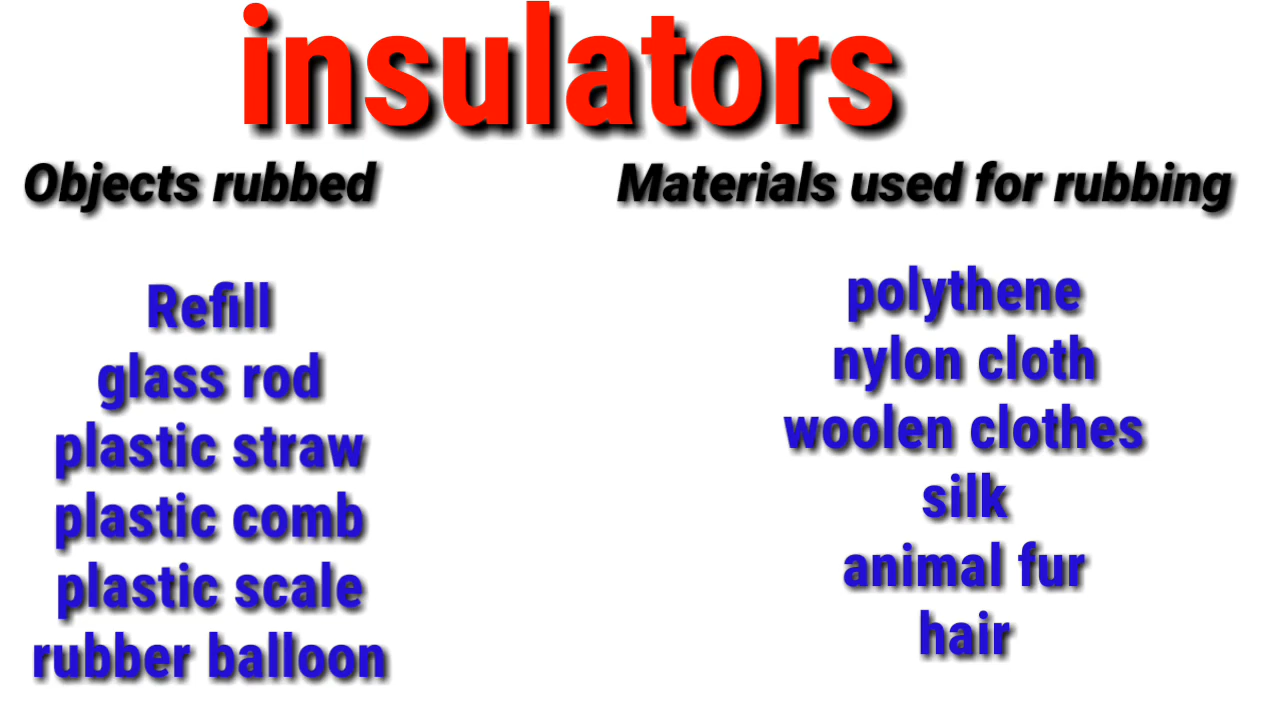 insulators
Objects rubbed
Materials used for rubbing
Refill
glass rod
plastic straw
plastic comb
plastic scale
rubber balloon
polythene
nylon cloth
woolen clothes
silk
animal fur
hair